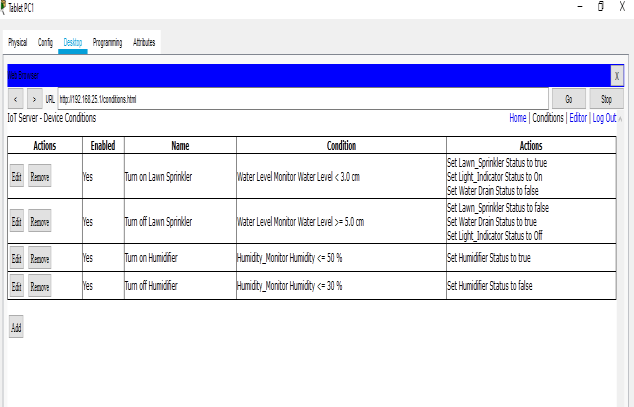 Tablet PC1
Physical Config Desktop Programming Attributes
X
< > URL http://192.168.25.1/conditions.html Go Stop
IoT Server - Device Conditions Home | Conditions | Editor | Log Out
Actions Enabled Name Condition Actions
Edit Remove Yes Turn on Lawn Sprinkler Water Level Monitor Water Level < 3.0 cm Set Lawn_Sprinkler Status to true
Set Light_Indicator Status to On
Set Water Drain Status to false
Edit Remove Yes Turn off Lawn Sprinkler Water Level Monitor Water Level >= 5.0 cm Set Lawn_Sprinkler Status to false
Set Water Drain Status to true
Set Light_Indicator Status to Off
Edit Remove Yes Turn on Humidifier Humidity_Monitor Humidity <= 50 % Set Humidifier Status to true
Edit Remove Yes Turn off Humidifier Humidity_Monitor Humidity <= 30 % Set Humidifier Status to false
Add